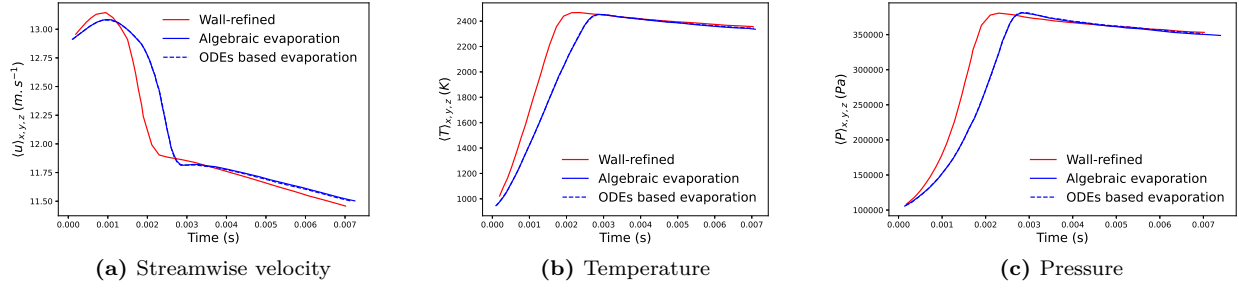 13.00
12.75
12.50
12.25
12.00
11.75
11.50
⟨u⟩x, y, z (m.s−1)
Wall-refined
Algebraic evaporation
ODEs based evaporation
0.000 0.001 0.002 0.003 0.004 0.005 0.006 0.007
Time (s)
(a) Streamwise velocity
2400
2200
2000
1800
1600
1400
1200
1000
⟨T⟩x, y, z (K)
Wall-refined
Algebraic evaporation
ODEs based evaporation
0.000 0.001 0.002 0.003 0.004 0.005 0.006 0.007
Time (s)
(b) Temperature
350000
300000
250000
200000
150000
100000
⟨P⟩x, y, z (Pa)
Wall-refined
Algebraic evaporation
ODEs based evaporation
0.000 0.001 0.002 0.003 0.004 0.005 0.006 0.007
Time (s)
(c) Pressure